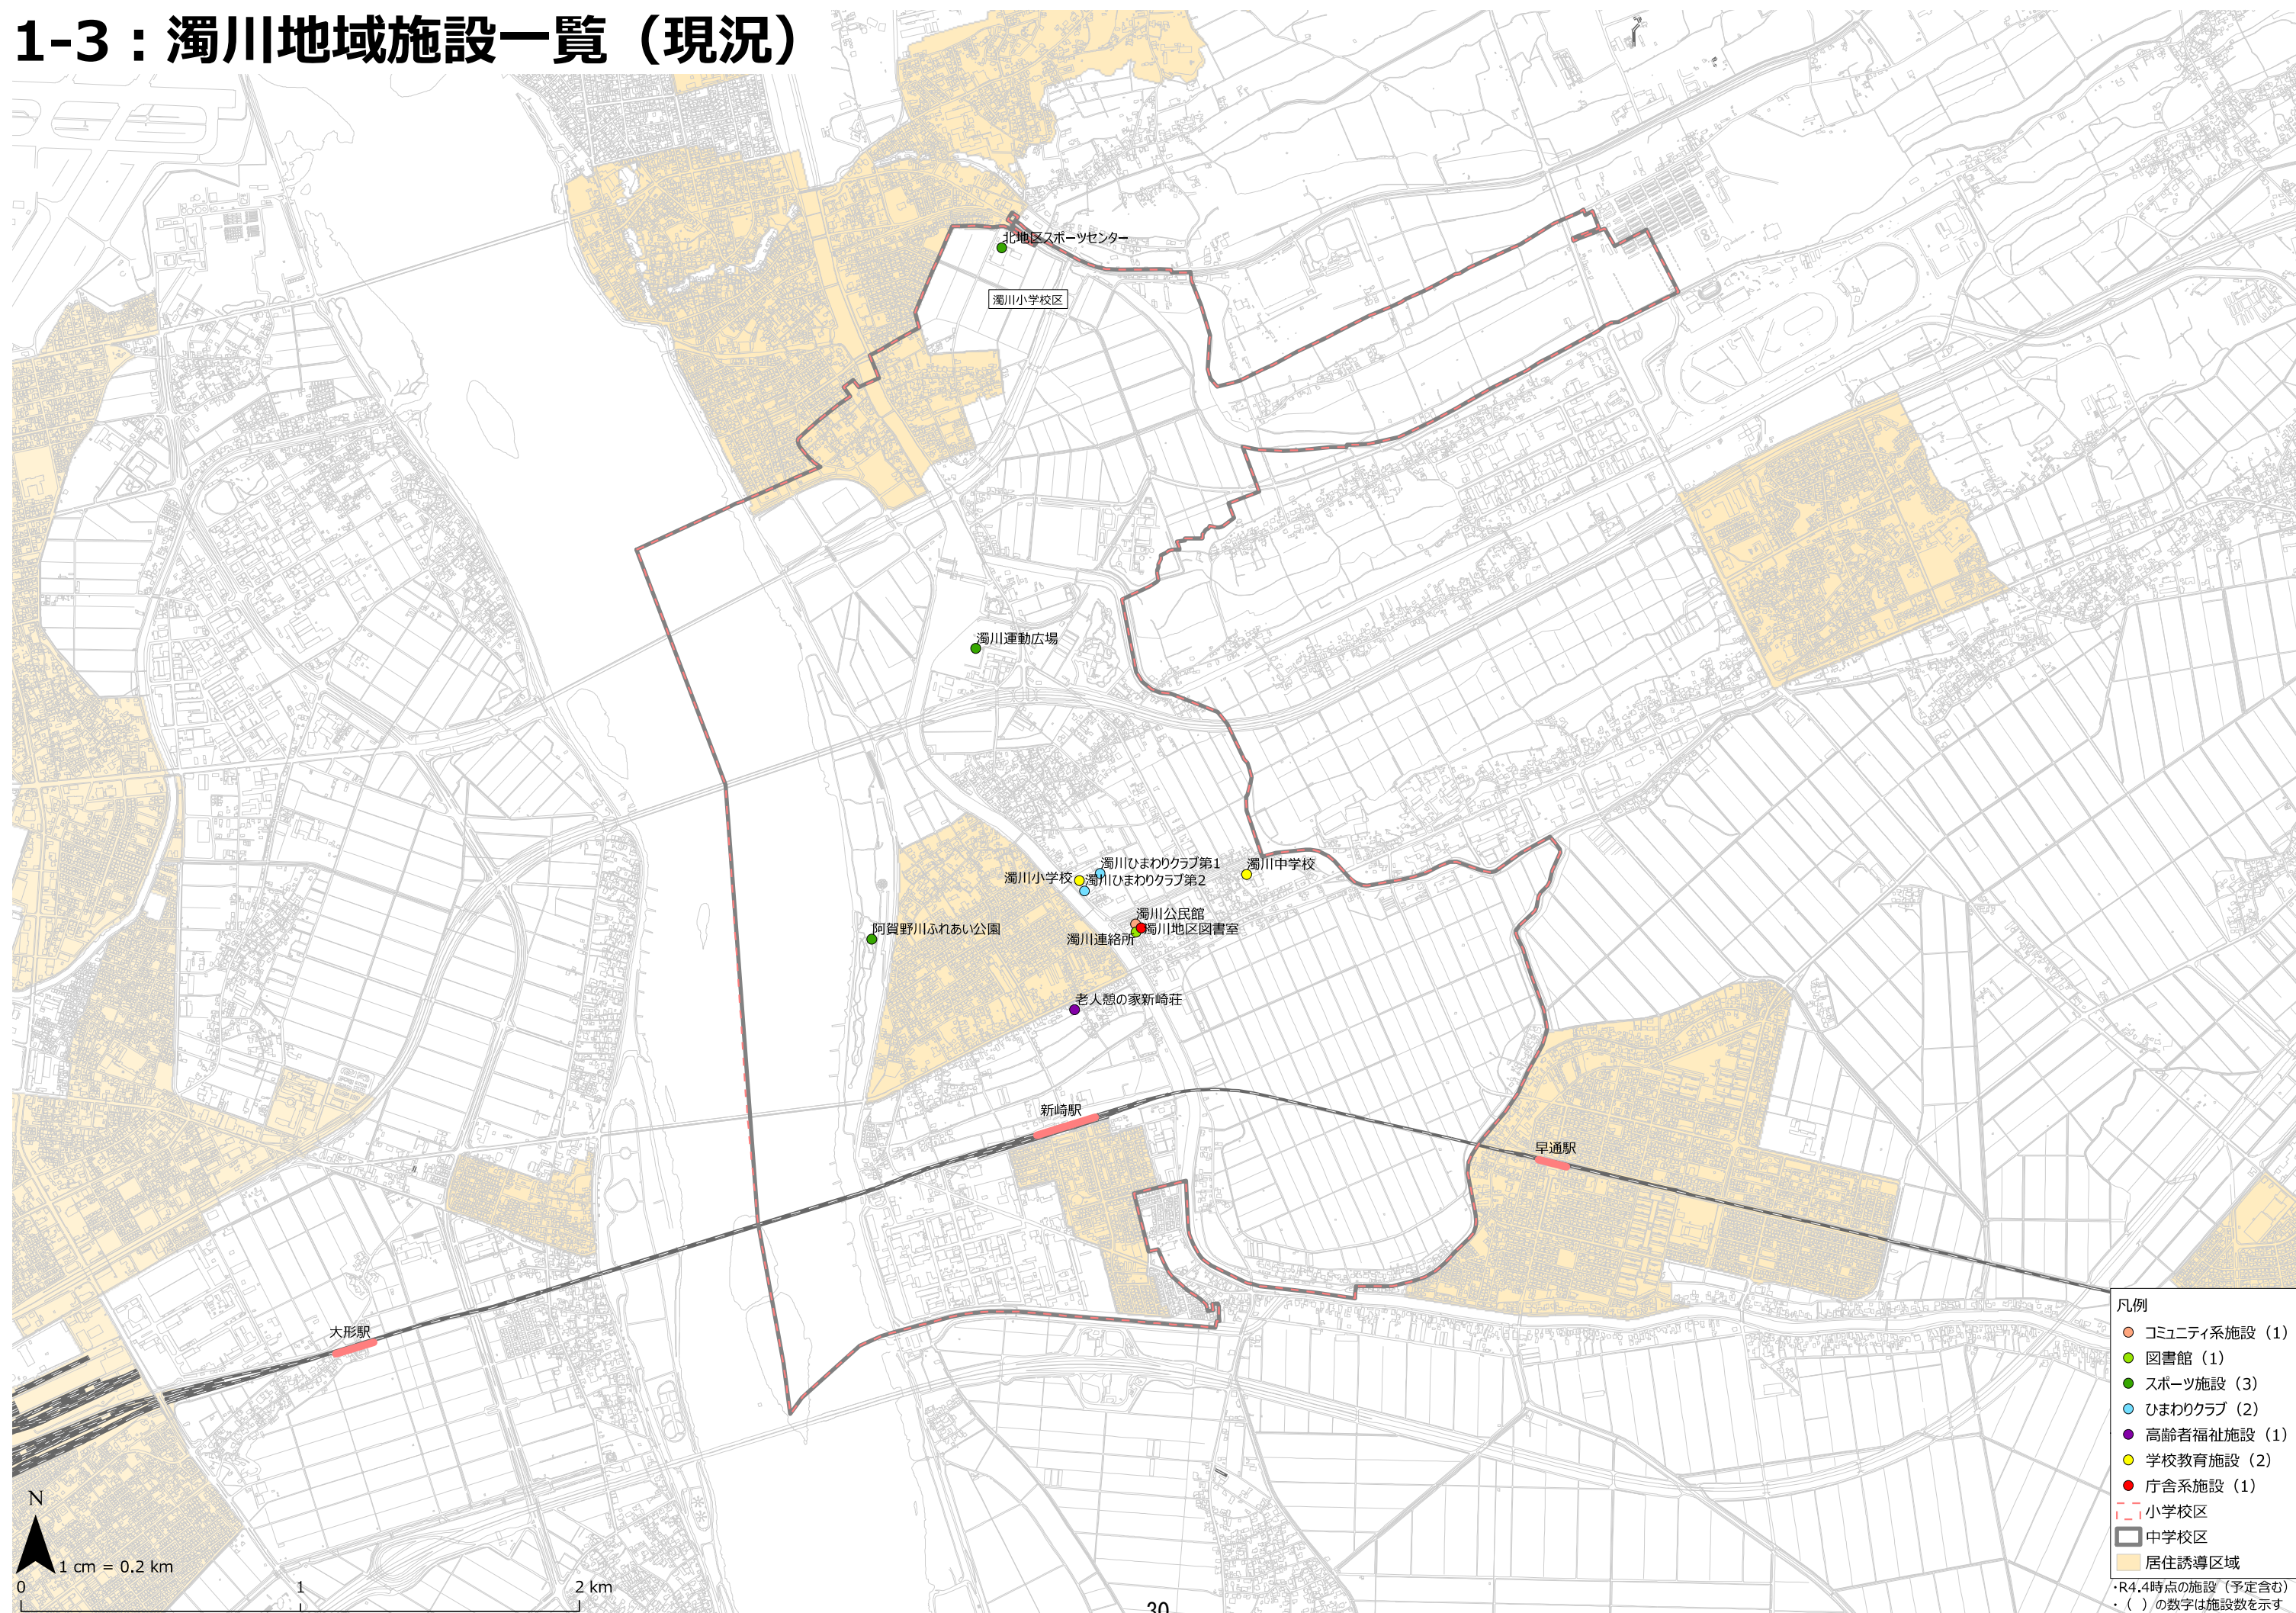 1-3：濁川地域施設一覧（現況）
北地区スポーツセンター
濁川小学校区
濁川運動広場
濁川ひまわりクラブ第1
濁川中学校
濁川小学校
濁川ひまわりクラブ第2
濁川公民館
阿賀野川ふれあい公園
濁川地区図書室
濁川連絡所
老人憩の家新崎荘
新崎駅
早通駅
大形駅
凡例
コミュニティ系施設（1）
図書館（1）
スポーツ施設（3）
ひまわりクラブ（2）
高齢者福祉施設（1）
学校教育施設（2）
庁舎系施設（1）
小学校区
中学校区
居住誘導区域
・R4.4時点の施設（予定含む）
・（　）の数字は施設数を示す
N
1 cm = 0.2 km
0 1 2 km
30